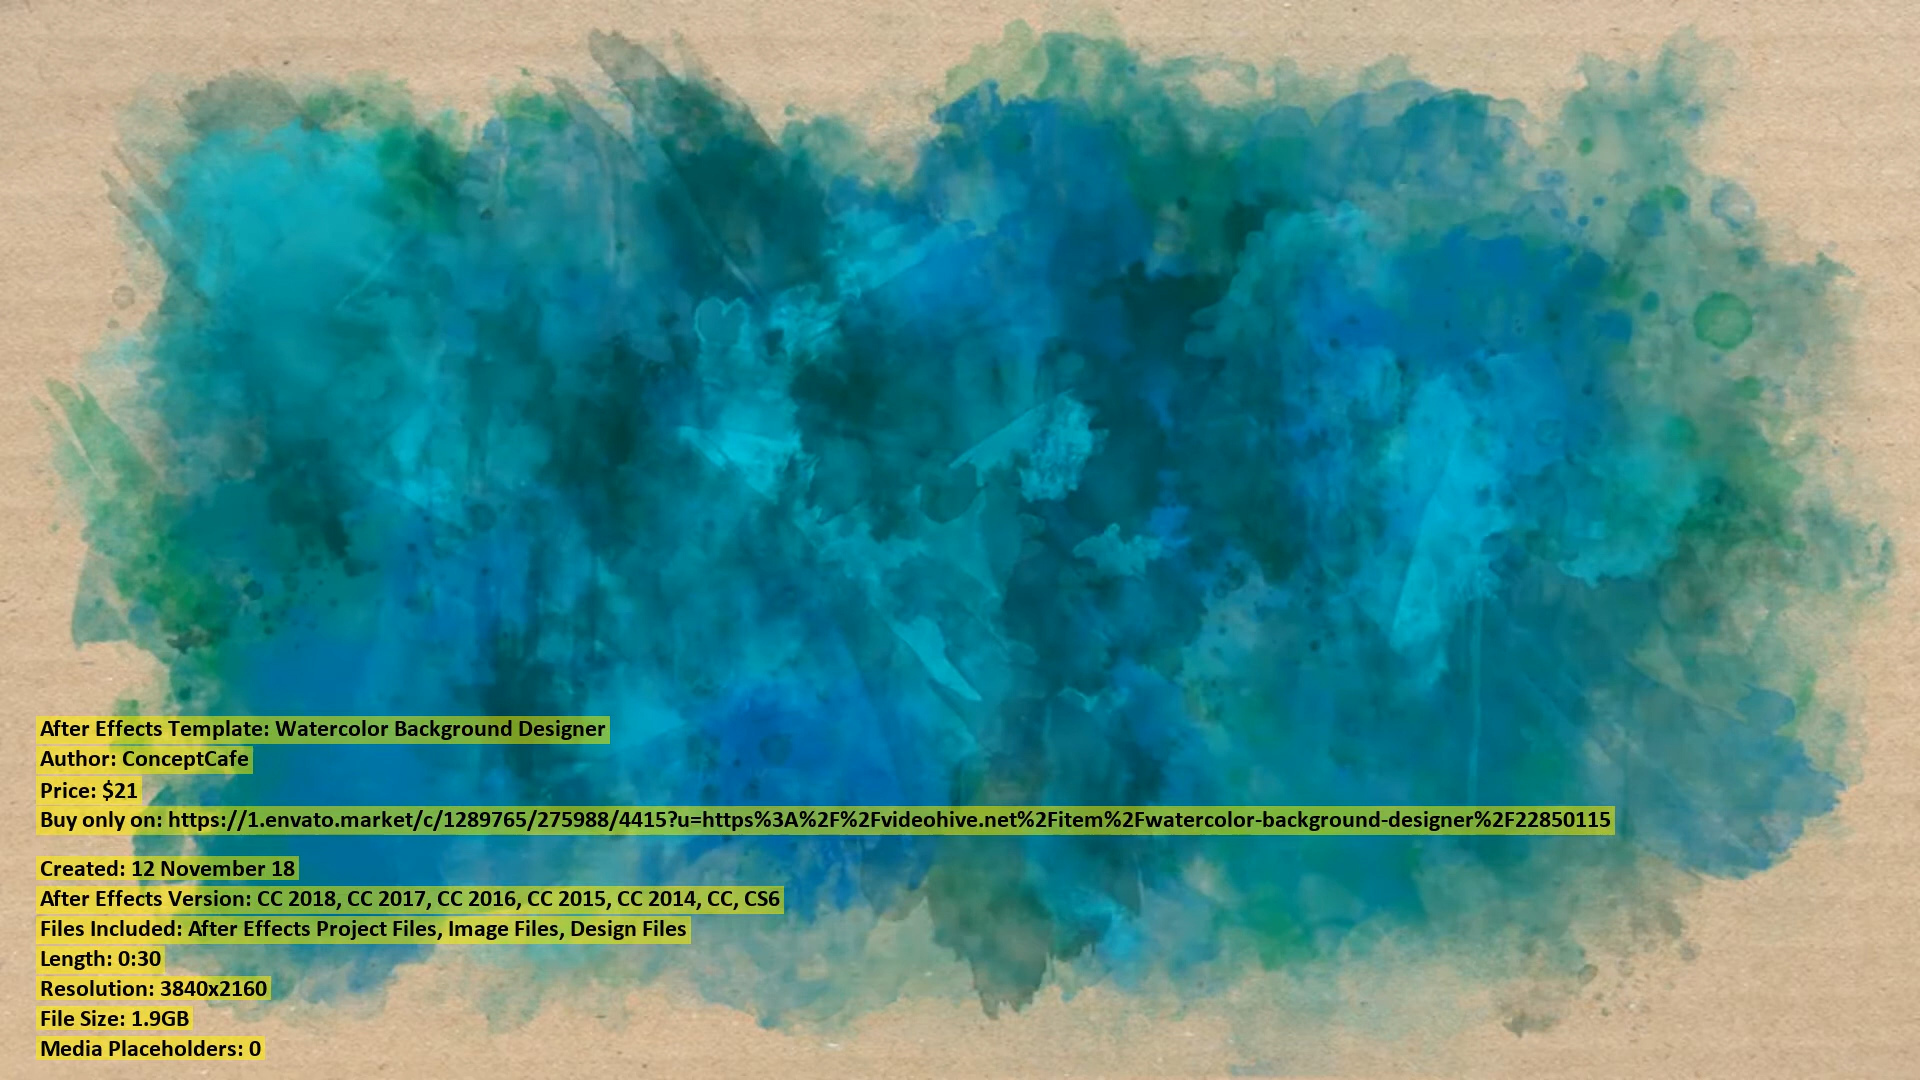 After Effects Template: Watercolor Background Designer
Author: ConceptCafe
Price: $21
Buy only on: https://1.envato.market/c/1289765/275988/4415?u=https%3A%2F%2Fvideohive.net%2Fitem%2Fwatercolor-background-designer%2F22850115
Created: 12 November 18
After Effects Version: CC 2018, CC 2017, CC 2016, CC 2015, CC 2014, CC, CS6
Files Included: After Effects Project Files, Image Files, Design Files
Length: 0:30
Resolution: 3840x2160
File Size: 1.9GB
Media Placeholders: 0